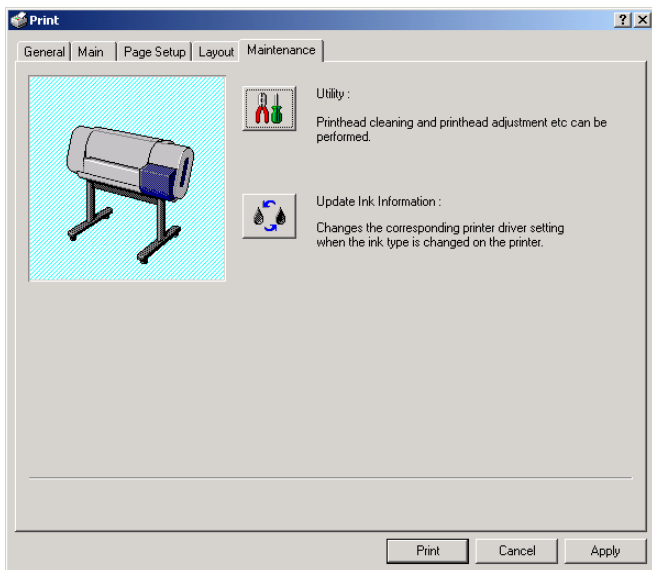 Print
General Main Page Setup Layout Maintenance
Utility :
Printhead cleaning and printhead adjustment etc can be
performed.
Update Ink Information :
Changes the corresponding printer driver setting
when the ink type is changed on the printer.
Print Cancel Apply